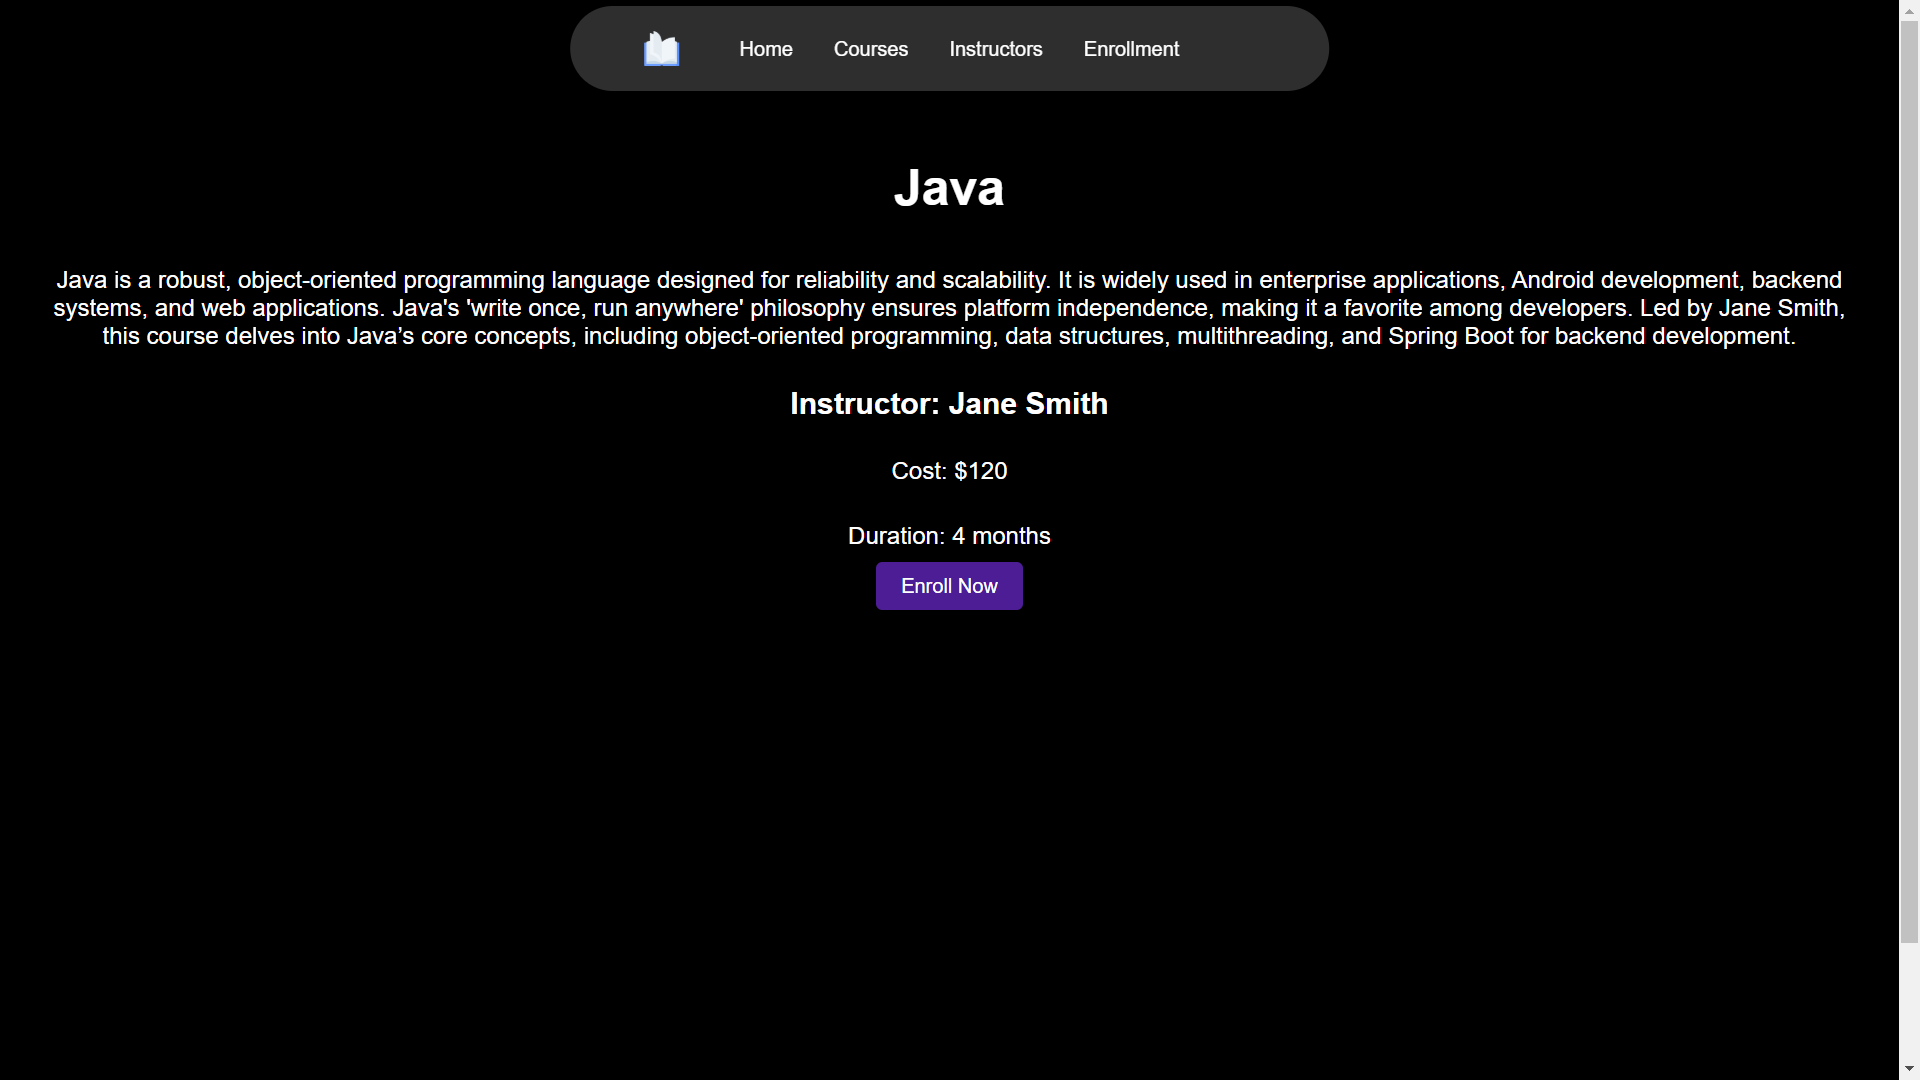 Home Courses Instructors Enrollment
Java
Java is a robust, object-oriented programming language designed for reliability and scalability. It is widely used in enterprise applications, Android development, backend
systems, and web applications. Java's 'write once, run anywhere' philosophy ensures platform independence, making it a favorite among developers. Led by Jane Smith,
this course delves into Java’s core concepts, including object-oriented programming, data structures, multithreading, and Spring Boot for backend development.
Instructor: Jane Smith
Cost: $120
Duration: 4 months
Enroll Now